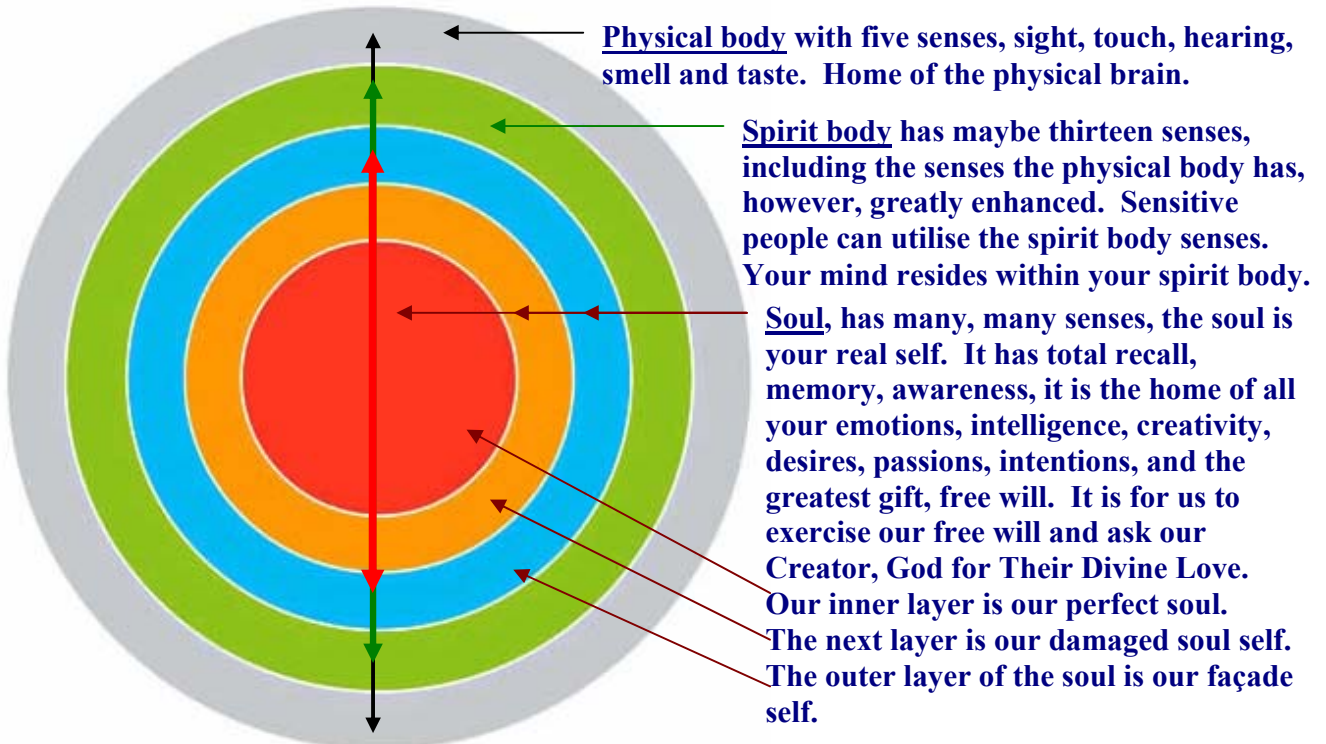 Physical body with five senses, sight, touch, hearing,
smell and taste. Home of the physical brain.
Spirit body has maybe thirteen senses,
including the senses the physical body has,
however, greatly enhanced. Sensitive
people can utilise the spirit body senses.
Your mind resides within your spirit body.
Soul, has many, many senses, the soul is
your real self. It has total recall,
memory, awareness, it is the home of all
your emotions, intelligence, creativity,
desires, passions, intentions, and the
greatest gift, free will. It is for us to
exercise our free will and ask our
Creator, God for Their Divine Love.
Our inner layer is our perfect soul.
The next layer is our damaged soul self.
The outer layer of the soul is our façade
self.